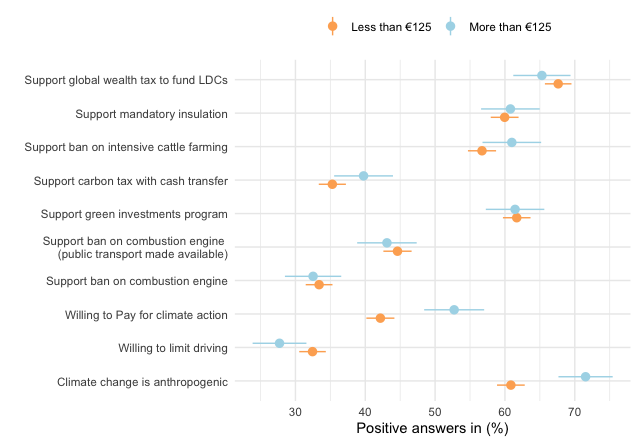 Less than €125 More than €125
Support global wealth tax to fund LDCs
Support mandatory insulation
Support ban on intensive cattle farming
Support carbon tax with cash transfer
Support green investments program
Support ban on combustion engine
(public transport made available)
Support ban on combustion engine
Willing to Pay for climate action
Willing to limit driving
Climate change is anthropogenic
30 40 50 60 70
Positive answers in (%)